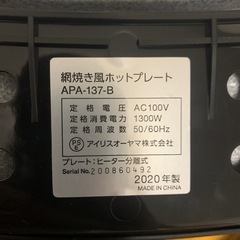 網焼き風ホットプレート
APA-137-B
定格電圧 AC100V
定格消費電力 1300W
定格周波数 50/60Hz
PSE アイリスオーヤマ株式会社
プレート：ヒーター分離式
Serial No. 200860492
2020年製
MADE IN CHINA